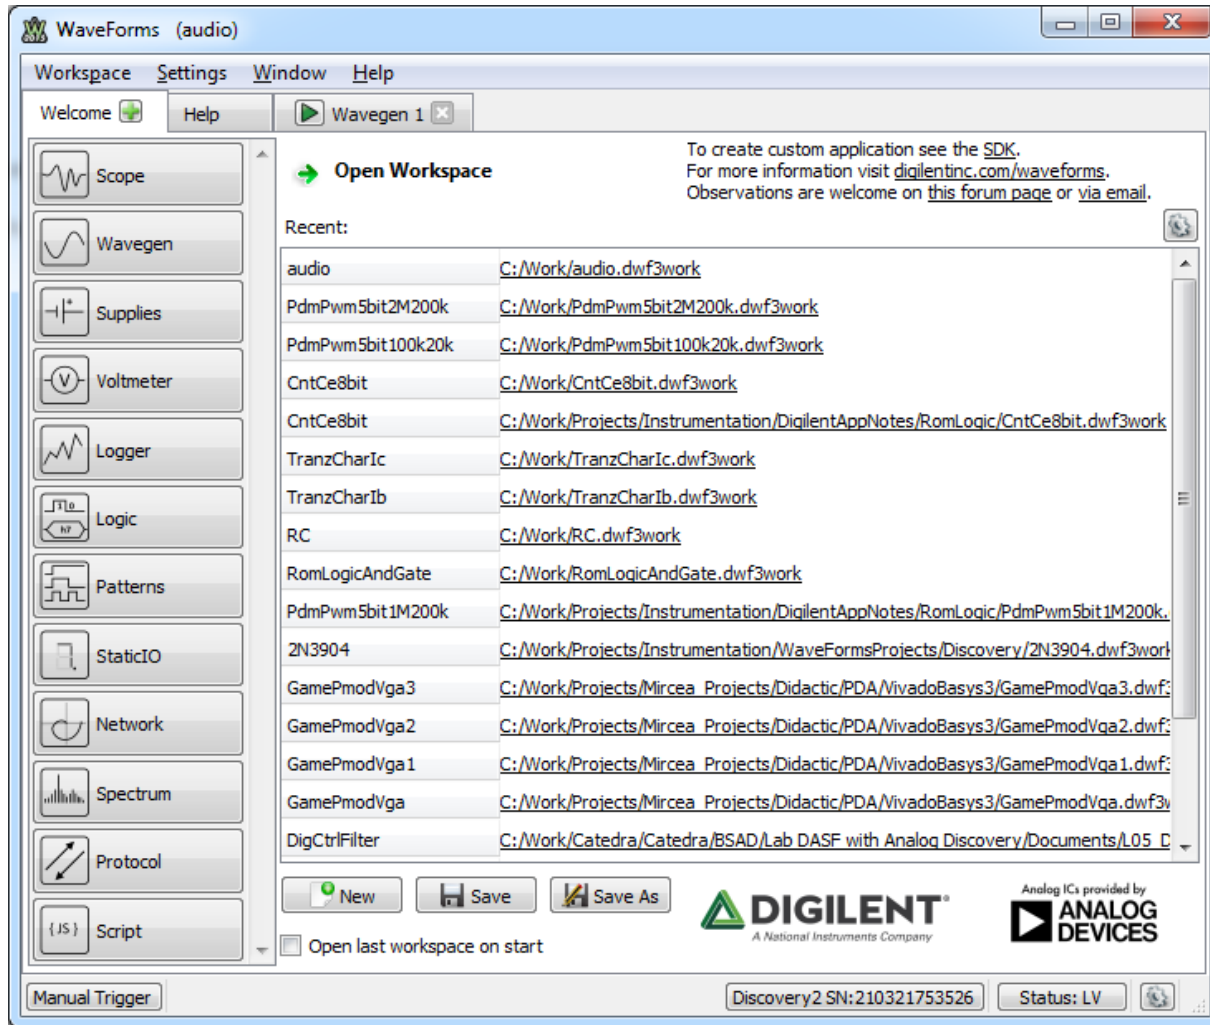 WaveForms (audio)
Workspace Settings Window Help
Welcome Help Wavegen 1
Scope
Wavegen
Supplies
Voltmeter
Logger
Logic
Patterns
StaticIO
Network
Spectrum
Protocol
{JS} Script
Open Workspace
To create custom application see the SDK.
For more information visit digilentinc.com/waveforms.
Observations are welcome on this forum page or via email.
Recent:
audio C:/Work/audio.dwf3work
PdmPwm5bit2M200k C:/Work/PdmPwm5bit2M200k.dwf3work
PdmPwm5bit100k20k C:/Work/PdmPwm5bit100k20k.dwf3work
CntCe8bit C:/Work/CntCe8bit.dwf3work
CntCe8bit C:/Work/Projects/Instrumentation/DigilentAppNotes/RomLogic/CntCe8bit.dwf3work
TranzCharIc C:/Work/TranzCharIc.dwf3work
TranzCharIb C:/Work/TranzCharIb.dwf3work
RC C:/Work/RC.dwf3work
RomLogicAndGate C:/Work/RomLogicAndGate.dwf3work
PdmPwm5bit1M200k C:/Work/Projects/Instrumentation/DigilentAppNotes/RomLogic/PdmPwm5bit1M200k.
2N3904 C:/Work/Projects/Instrumentation/WaveFormsProjects/Discovery/2N3904.dwf3work
GamePmodVga3 C:/Work/Projects/Mircea_Projects/Didactic/PDA/VivadoBasys3/GamePmodVga3.dwf3
GamePmodVga2 C:/Work/Projects/Mircea_Projects/Didactic/PDA/VivadoBasys3/GamePmodVga2.dwf3
GamePmodVga1 C:/Work/Projects/Mircea_Projects/Didactic/PDA/VivadoBasys3/GamePmodVga1.dwf3
GamePmodVga C:/Work/Projects/Mircea_Projects/Didactic/PDA/VivadoBasys3/GamePmodVga.dwf3w
DigCtrlFilter C:/Work/Catedra/Catedra/BSAD/Lab DASF with Analog Discovery/Documents/L05_D
New Save Save As
Open last workspace on start
DIGILENT
A National Instruments Company
Analog ICs provided by
ANALOG
DEVICES
Manual Trigger Discovery2 SN:210321753526 Status: LV